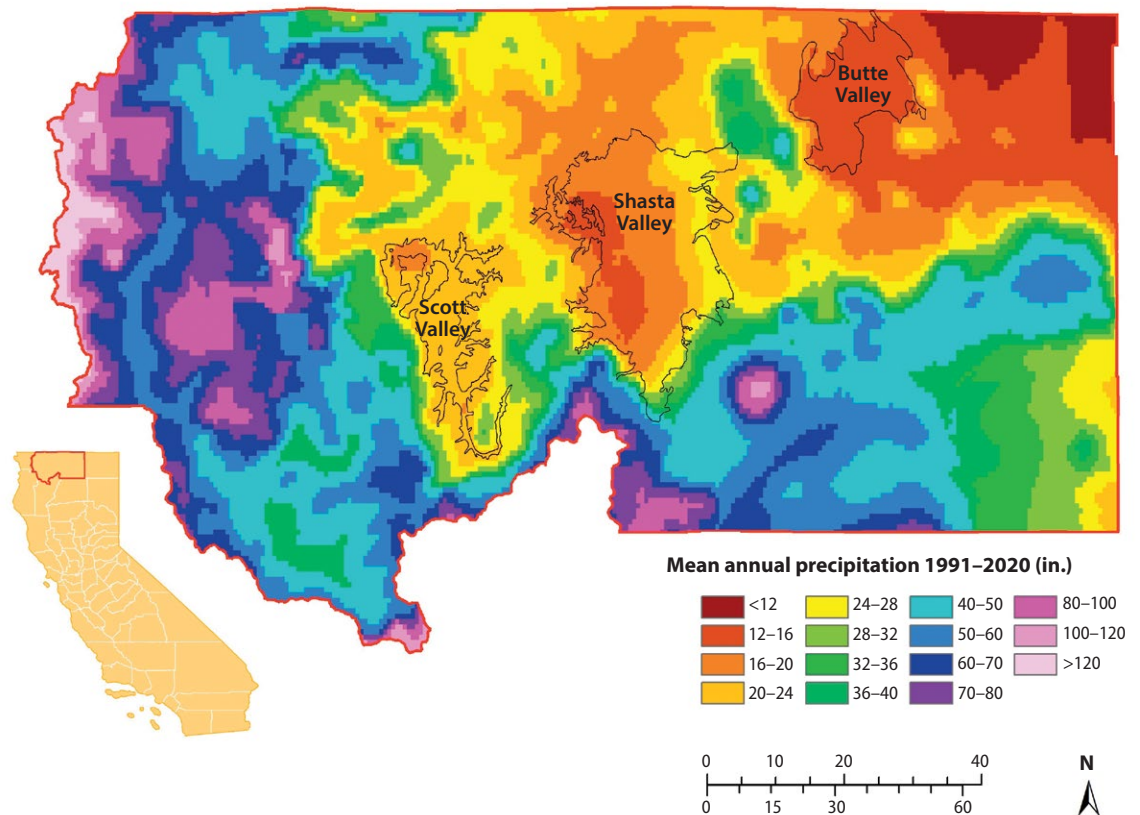 Butte
Valley
Shasta
Valley
Scott
Valley
Mean annual precipitation 1991–2020 (in.)
<12 24–28 40–50 80–100
12–16 28–32 50–60 100–120
16–20 32–36 60–70 >120
20–24 36–40 70–80
0 10 20 40
0 15 30 60
N